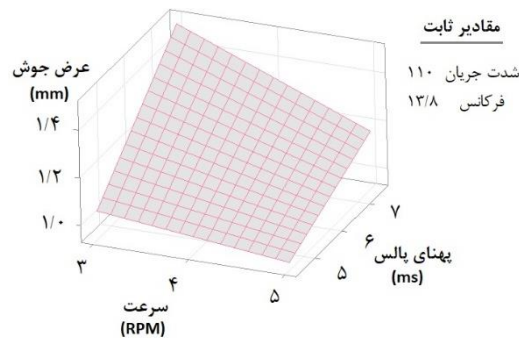 مقادیر ثابت
شدت جریان ۱۱۰
فرکانس ۱۳/۸
عرض جوش
(mm)
۱/۴
۱/۲
۱/۰
۳
۴
۵
سرعت
(RPM)
۵
۶
۷
پهنای پالس
(ms)